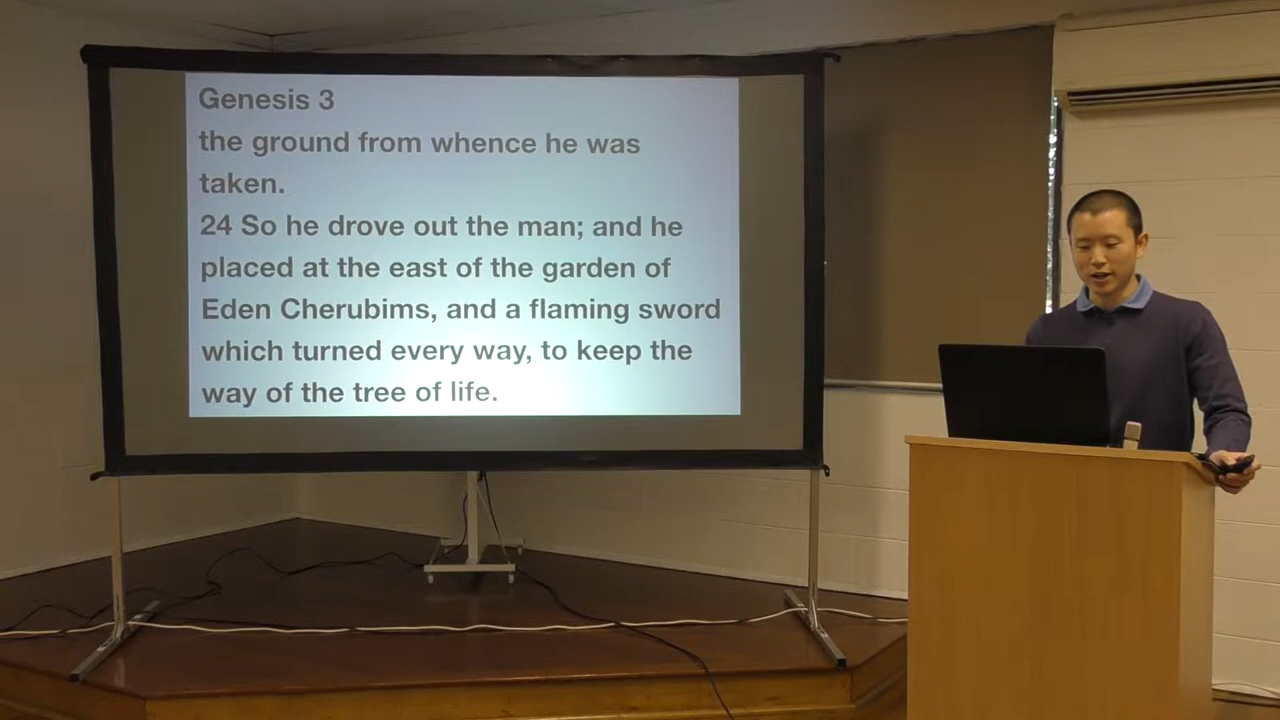 Genesis 3
the ground from whence he was
taken.
24 So he drove out the man; and he
placed at the east of the garden of
Eden Cherubims, and a flaming sword
which turned every way, to keep the
way of the tree of life.